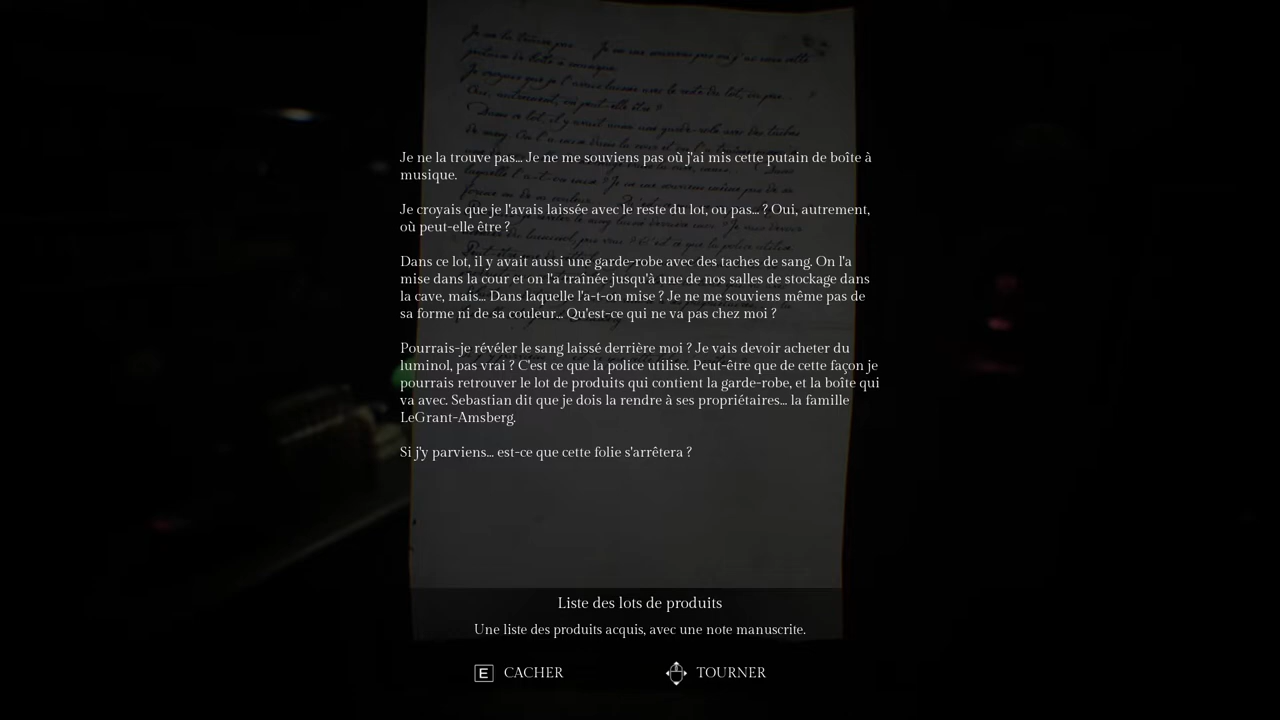 Je ne la trouve pas... Je ne me souviens pas où j'ai mis cette putain de boîte à
musique.
Je croyais que je l'avais laissée avec le reste du lot, ou pas... ? Oui, autrement,
où peut-elle être ?
Dans ce lot, il y avait aussi une garde-robe avec des taches de sang. On l'a
mise dans la cour et on l'a traînée jusqu'à une de nos salles de stockage dans
la cave, mais... Dans laquelle l'a-t-on mise ? Je ne me souviens même pas de
sa forme ni de sa couleur... Qu'est-ce qui ne va pas chez moi ?
Pourrais-je révéler le sang laissé derrière moi ? Je vais devoir acheter du
luminol, pas vrai ? C'est ce que la police utilise. Peut-être que de cette façon je
pourrais retrouver le lot de produits qui contient la garde-robe, et la boîte qui
va avec. Sebastian dit que je dois la rendre à ses propriétaires... la famille
LeGrant-Amsberg.
Si j'y parviens... est-ce que cette folie s'arrêtera ?
Liste des lots de produits
Une liste des produits acquis, avec une note manuscrite.
E CACHER TOURNER